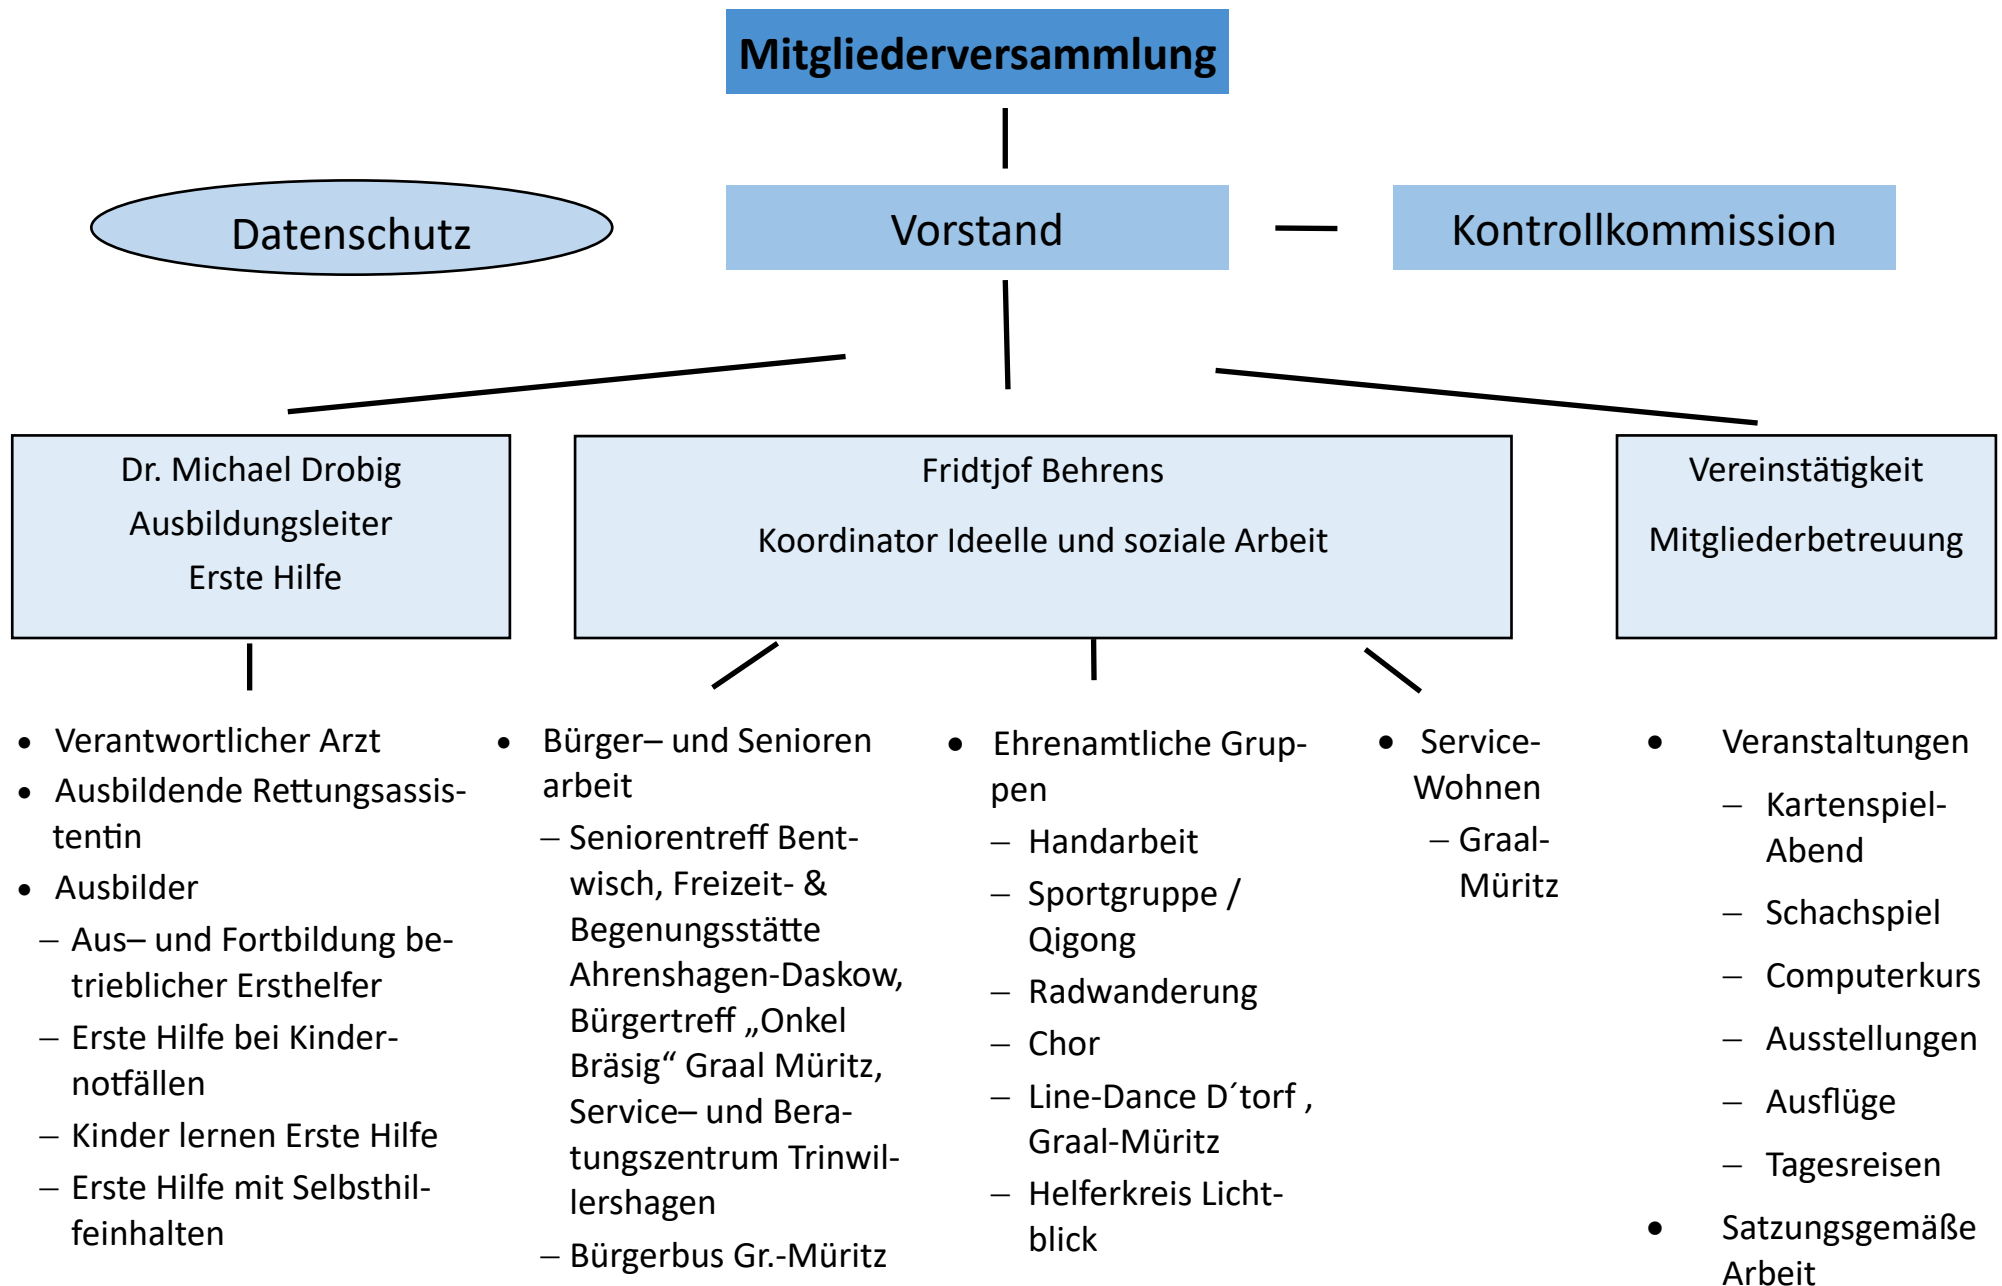 Mitgliederversammlung
Datenschutz
Vorstand
Kontrollkommission
Dr. Michael Drobig
Ausbildungsleiter
Erste Hilfe
Fridtjof Behrens
Koordinator Ideelle und soziale Arbeit
Vereinstätigkeit
Mitgliederbetreuung
• Verantwortlicher Arzt
• Ausbildende Rettungsassis-
tentin
• Ausbilder
– Aus– und Fortbildung be-
trieblicher Ersthelfer
– Erste Hilfe bei Kinder-
notfällen
– Kinder lernen Erste Hilfe
– Erste Hilfe mit Selbsthil-
feinhalten
• Bürger– und Senioren
arbeit
– Seniorentreff Bent-
wisch, Freizeit- &
Begenungsstätte
Ahrenshagen-Daskow,
Bürgertreff „Onkel
Bräsig“ Graal Müritz,
Service– und Bera-
tungszentrum Trinwil-
lershagen
– Bürgerbus Gr.-Müritz
• Ehrenamtliche Grup-
pen
– Handarbeit
– Sportgruppe /
Qigong
– Radwanderung
– Chor
– Line-Dance D´torf ,
Graal-Müritz
– Helferkreis Licht-
blick
• Service-
Wohnen
– Graal-
Müritz
• Veranstaltungen
– Kartenspiel-
Abend
– Schachspiel
– Computerkurs
– Ausstellungen
– Ausflüge
– Tagesreisen
• Satzungsgemäße
Arbeit